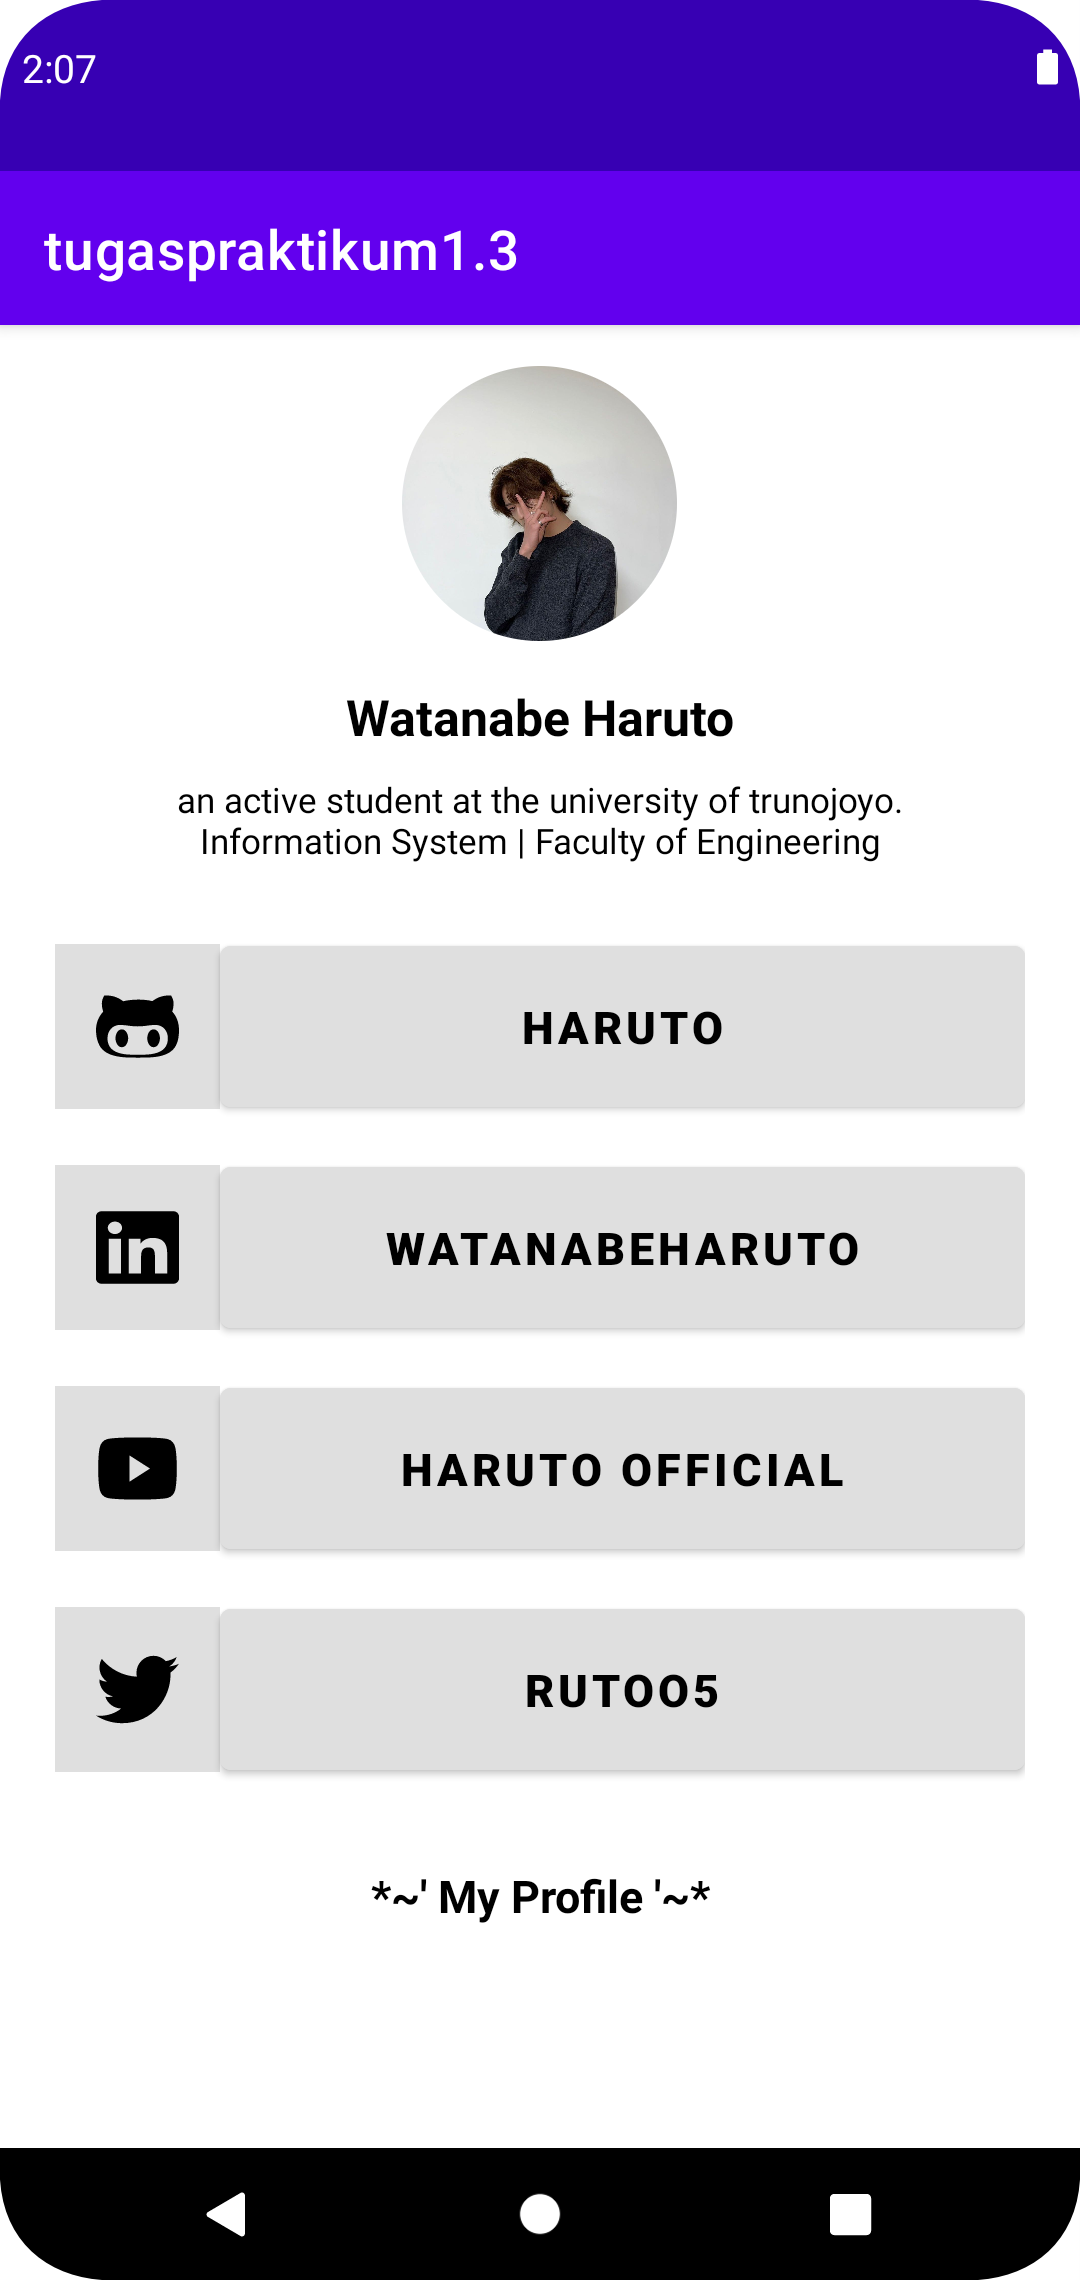 2:07
tugaspraktikum1.3
Watanabe Haruto
an active student at the university of trunojoyo.
Information System | Faculty of Engineering
HARUTO
in
WATANABEHARUTO
HARUTO OFFICIAL
RUTOO5
*~' My Profile '~*